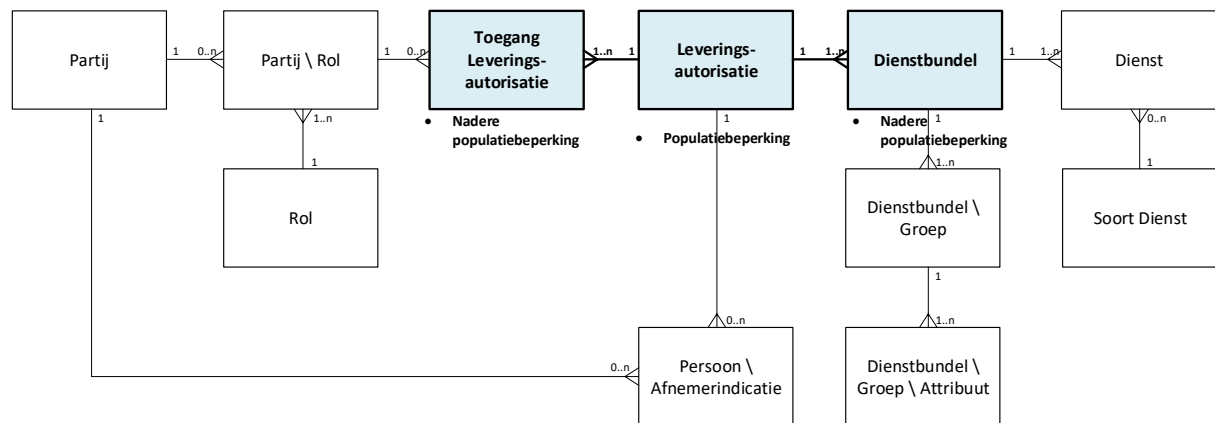 Partij
1
0..n
Partij \ Rol
1
0..n
Toegang
Leverings-
autorisatie
1..n
1
Leverings-
autorisatie
1
1..n
Dienstbundel
1
1..n
Dienst
1
1..n
• Nadere
populatiebeperking
1
• Populatiebeperking
1
• Nadere
populatiebeperking
0..n
1
Rol
1
1..n
Dienstbundel \
Groep
1
Soort Dienst
1
1..n
0..n
0..n
Persoon \
Afnemerindicatie
Dienstbundel \
Groep \ Attribuut